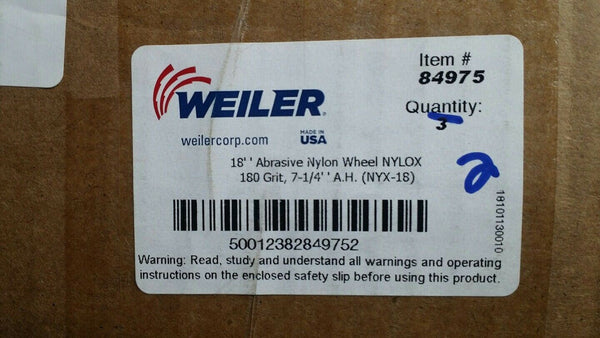 WEILER
weilercorp.com
MADE IN
USA
Item #
84975
Quantity:
3
2
18'' Abrasive Nylon Wheel NYLOX
180 Grit, 7-1/4'' A.H. (NYX-18)
50012382849752
18101130010
Warning: Read, study and understand all warnings and operating
instructions on the enclosed safety slip before using this product.